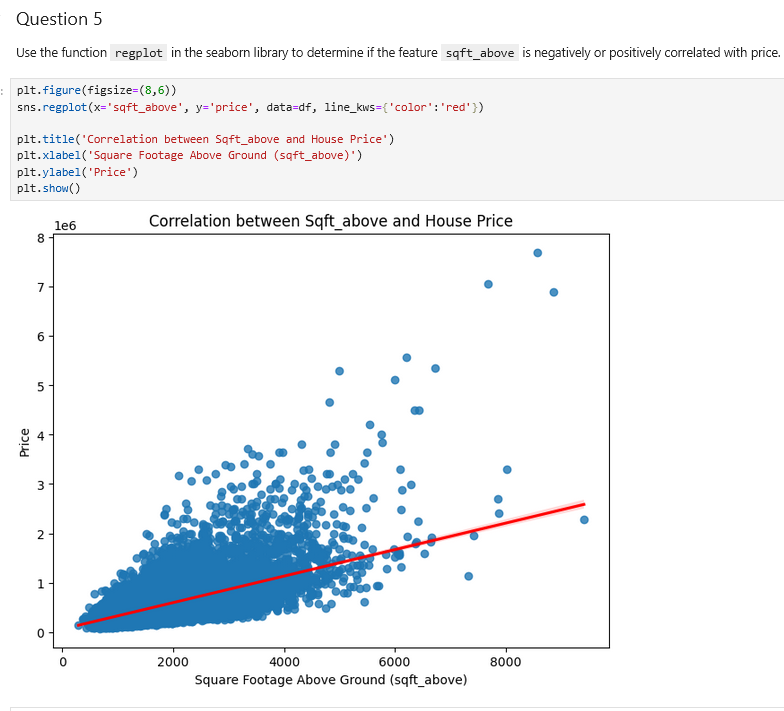 Question 5
Use the function regplot in the seaborn library to determine if the feature sqft_above is negatively or positively correlated with price.
:
plt.figure(figsize=(8,6))
sns.regplot(x='sqft_above', y='price', data=df, line_kws={'color':'red'})
plt.title('Correlation between Sqft_above and House Price')
plt.xlabel('Square Footage Above Ground (sqft_above)')
plt.ylabel('Price')
plt.show()
Correlation between Sqft_above and House Price
1e6
8
7
6
5
4
3
2
1
0
Price
0 2000 4000 6000 8000
Square Footage Above Ground (sqft_above)